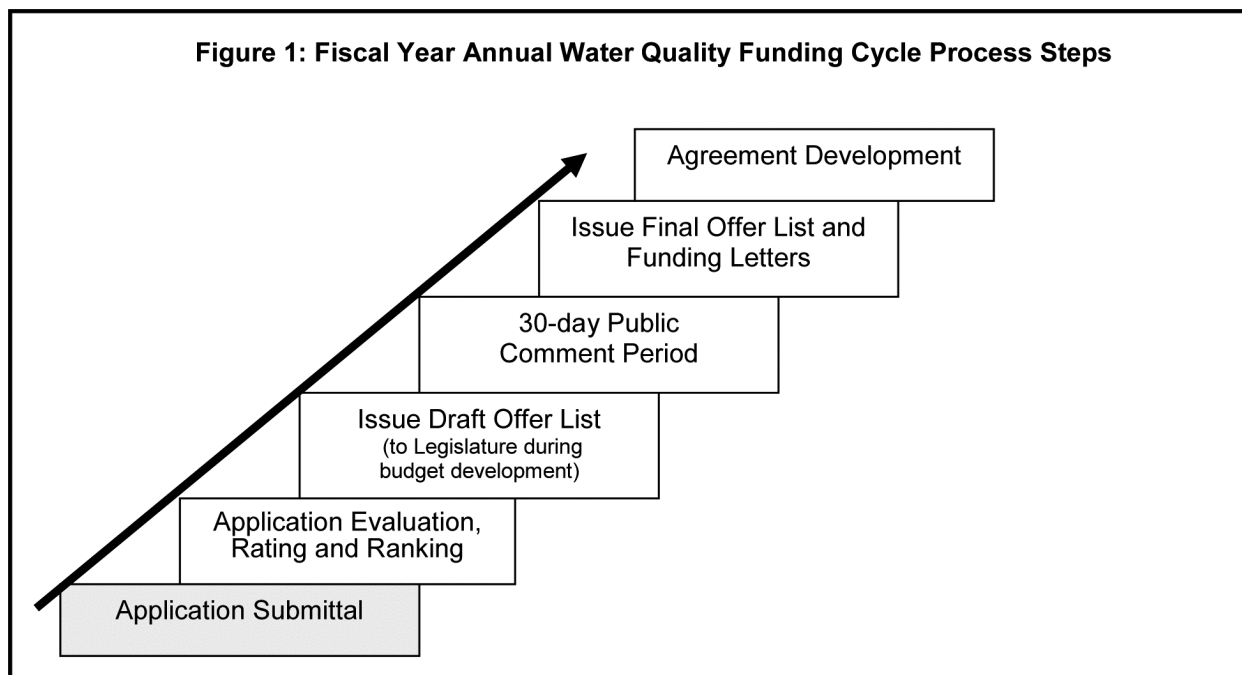 Figure 1: Fiscal Year Annual Water Quality Funding Cycle Process Steps
Agreement Development
Issue Final Offer List and
Funding Letters
30-day Public
Comment Period
Issue Draft Offer List
(to Legislature during
budget development)
Application Evaluation,
Rating and Ranking
Application Submittal